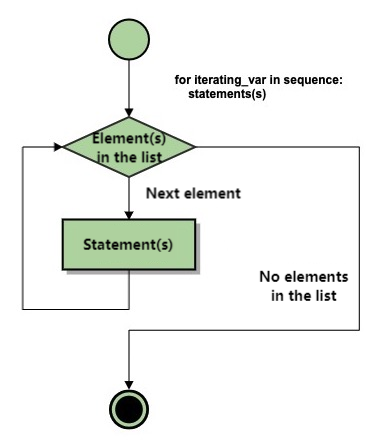 for iterating_var in sequence:
statements(s)
Element(s)
in the list
Next element
Statement(s)
No elements
in the list